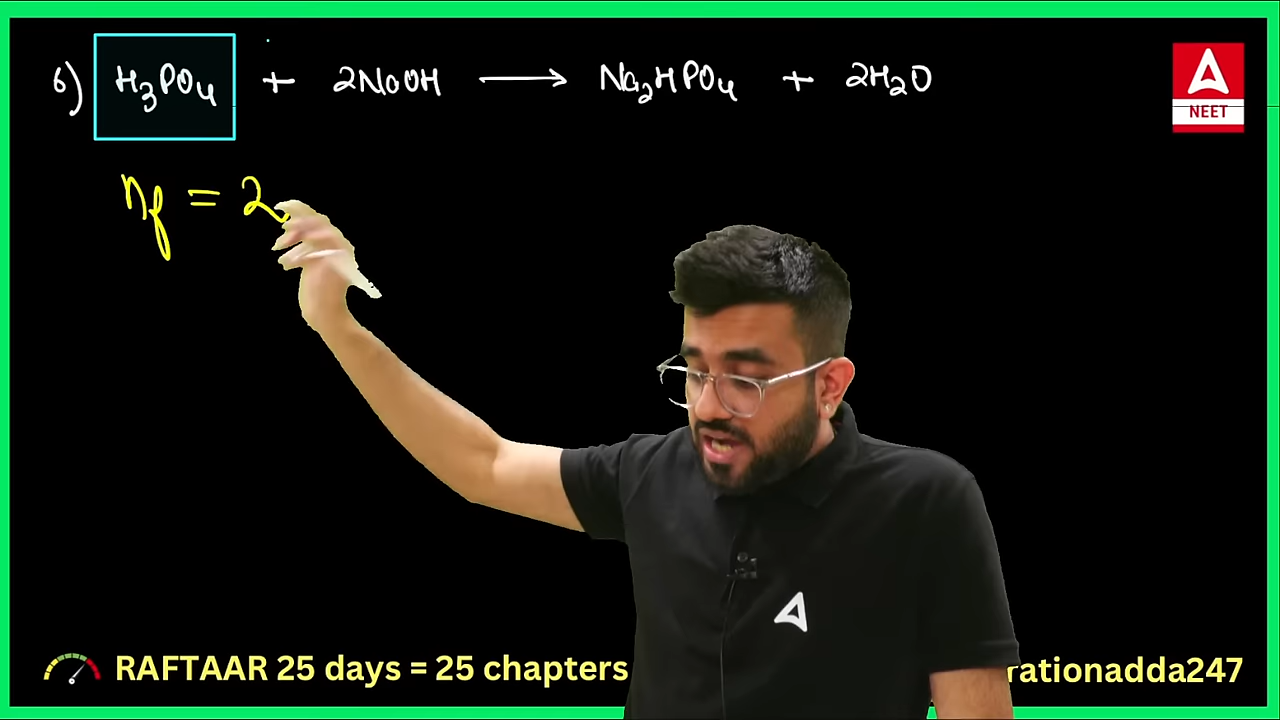 6) H₃PO₄ + 2NaOH ⟶ Na₂HPO₄ + 2H₂O
NEET
nf = 2
RAFTAAR 25 days = 25 chapters rationadda247